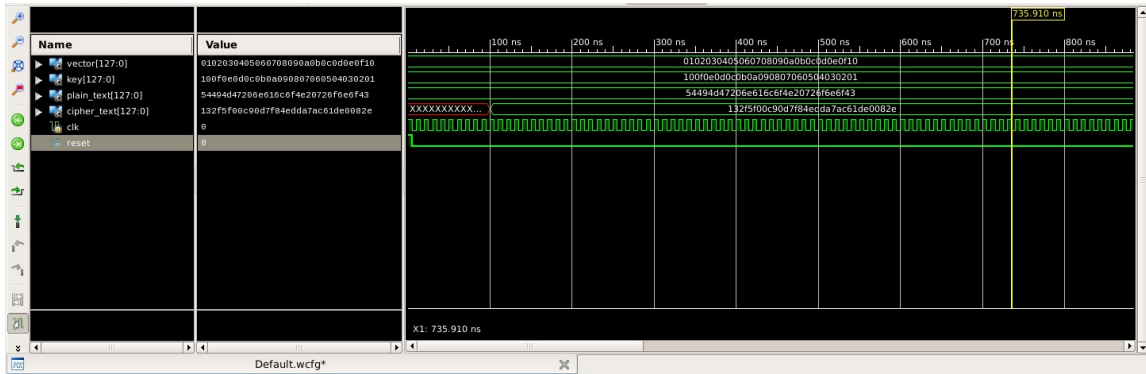 735.910 ns
Name Value 100 ns 200 ns 300 ns 400 ns 500 ns 600 ns 700 ns 800 ns
vector[127:0] 0102030405060708090a0b0c0d0e0f10 0102030405060708090a0b0c0d0e0f10
key[127:0] 100f0e0d0c0b0a090807060504030201 100f0e0d0c0b0a090807060504030201
plain_text[127:0] 54494d47206e616c6f4e20726f6e6f43 54494d47206e616c6f4e20726f6e6f43
cipher_text[127:0] 132f5f00c90d7f84edda7ac61de0082e XXXXXXXXXX... 132f5f00c90d7f84edda7ac61de0082e
clk 0
reset 0
X1: 735.910 ns
Default.wcfg*